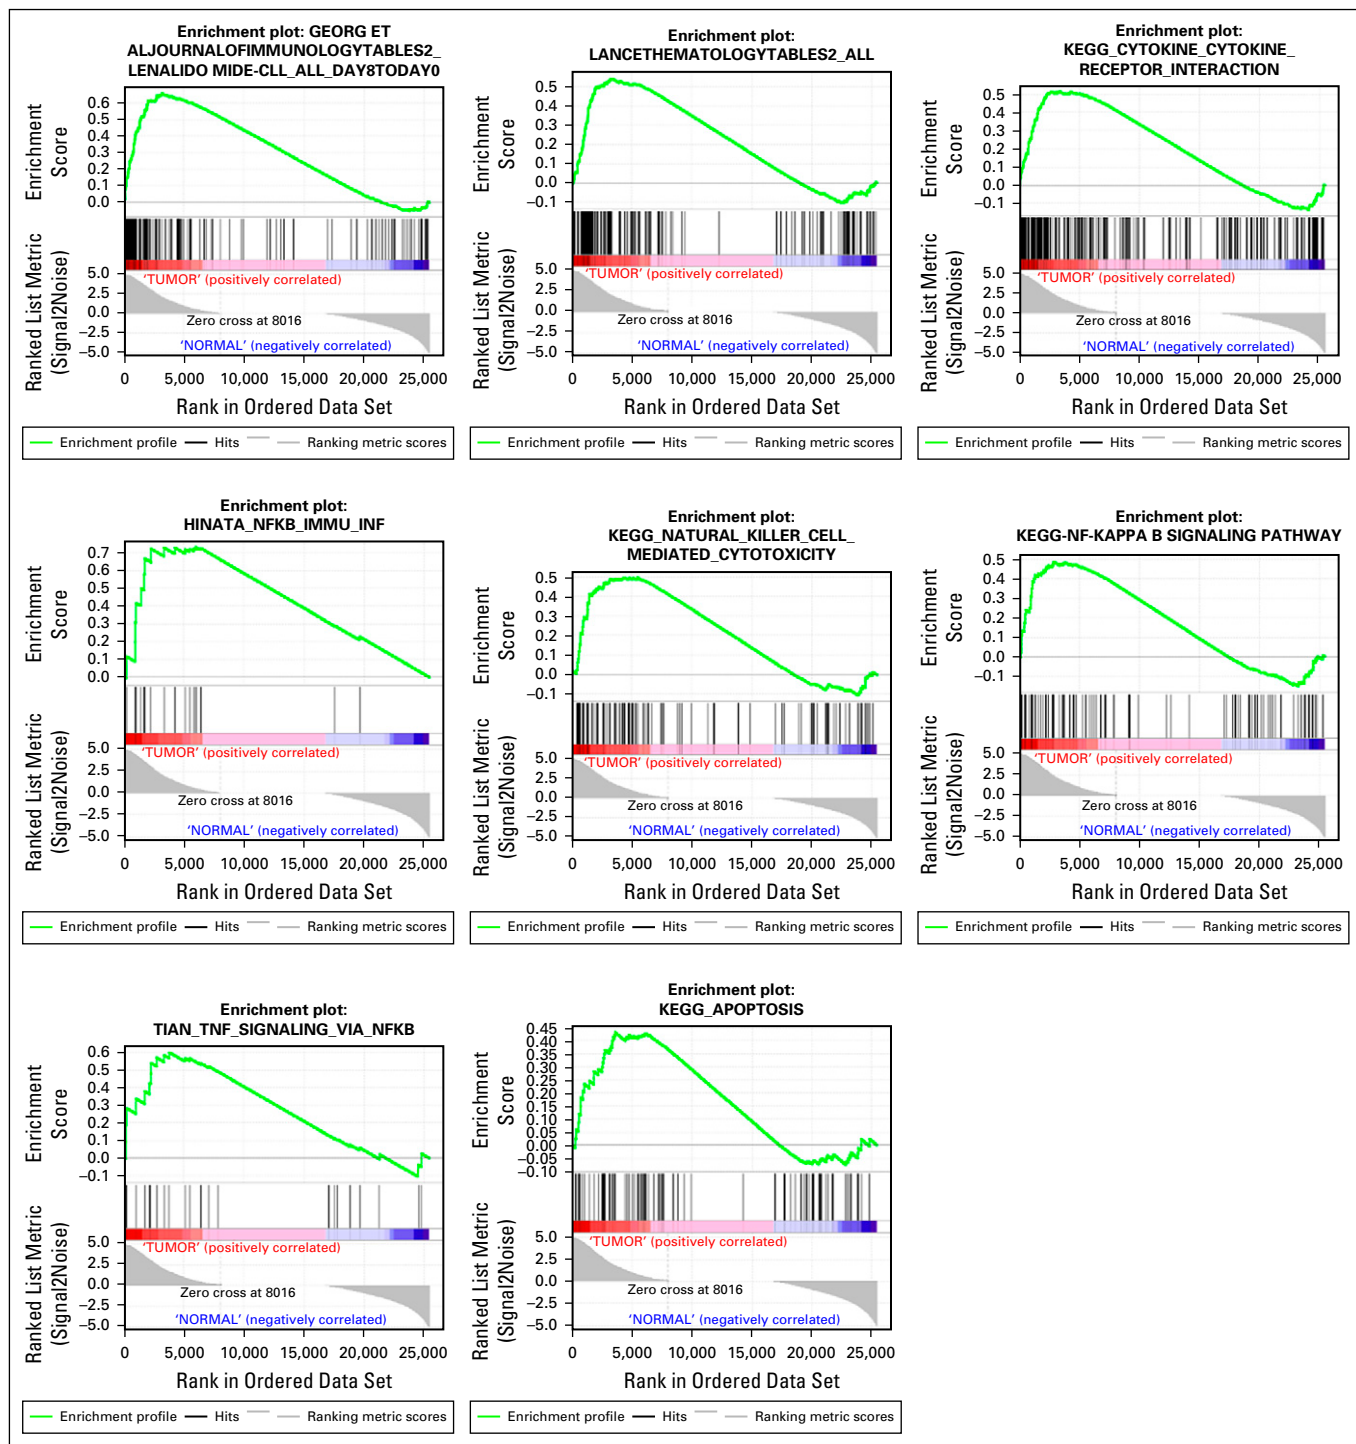 Enrichment plot: GEORG ET
ALJOURNALOFIMMUNOLOGYTABLES2_
LENALIDO MIDE-CLL_ALL_DAY8TODAY0
Enrichment
Score
0.6
0.5
0.4
0.3
0.2
0.1
0.0
Ranked List Metric
(Signal2Noise)
5.0
2.5
0.0
–2.5
–5.0
'TUMOR' (positively correlated)
Zero cross at 8016
'NORMAL' (negatively correlated)
0 5,000 10,000 15,000 20,000 25,000
Rank in Ordered Data Set
Enrichment profile Hits Ranking metric scores
Enrichment plot:
LANCETHEMATOLOGYTABLES2_ALL
Enrichment
Score
0.5
0.4
0.3
0.2
0.1
0.0
–0.1
Ranked List Metric
(Signal2Noise)
5.0
2.5
0.0
–2.5
–5.0
'TUMOR' (positively correlated)
Zero cross at 8016
'NORMAL' (negatively correlated)
0 5,000 10,000 15,000 20,000 25,000
Rank in Ordered Data Set
Enrichment profile Hits Ranking metric scores
Enrichment plot:
KEGG_CYTOKINE_CYTOKINE_
RECEPTOR_INTERACTION
Enrichment
Score
0.5
0.4
0.3
0.2
0.1
0.0
–0.1
Ranked List Metric
(Signal2Noise)
5.0
2.5
0.0
–2.5
–5.0
'TUMOR' (positively correlated)
Zero cross at 8016
'NORMAL' (negatively correlated)
0 5,000 10,000 15,000 20,000 25,000
Rank in Ordered Data Set
Enrichment profile Hits Ranking metric scores
Enrichment plot:
HINATA_NFKB_IMMU_INF
Enrichment
Score
0.7
0.6
0.5
0.4
0.3
0.2
0.1
0.0
Ranked List Metric
(Signal2Noise)
5.0
2.5
0.0
–2.5
–5.0
'TUMOR' (positively correlated)
Zero cross at 8016
'NORMAL' (negatively correlated)
0 5,000 10,000 15,000 20,000 25,000
Rank in Ordered Data Set
Enrichment profile Hits Ranking metric scores
Enrichment plot:
KEGG_NATURAL_KILLER_CELL_
MEDIATED_CYTOTOXICITY
Enrichment
Score
0.5
0.4
0.3
0.2
0.1
0.0
–0.1
Ranked List Metric
(Signal2Noise)
5.0
2.5
0.0
–2.5
–5.0
'TUMOR' (positively correlated)
Zero cross at 8016
'NORMAL' (negatively correlated)
0 5,000 10,000 15,000 20,000 25,000
Rank in Ordered Data Set
Enrichment profile Hits Ranking metric scores
Enrichment plot:
KEGG-NF-KAPPA B SIGNALING PATHWAY
Enrichment
Score
0.5
0.4
0.3
0.2
0.1
0.0
–0.1
Ranked List Metric
(Signal2Noise)
5.0
2.5
0.0
–2.5
–5.0
'TUMOR' (positively correlated)
Zero cross at 8016
'NORMAL' (negatively correlated)
0 5,000 10,000 15,000 20,000 25,000
Rank in Ordered Data Set
Enrichment profile Hits Ranking metric scores
Enrichment plot:
TIAN_TNF_SIGNALING_VIA_NFKB
Enrichment
Score
0.6
0.5
0.4
0.3
0.2
0.1
0.0
–0.1
Ranked List Metric
(Signal2Noise)
5.0
2.5
0.0
–2.5
–5.0
'TUMOR' (positively correlated)
Zero cross at 8016
'NORMAL' (negatively correlated)
0 5,000 10,000 15,000 20,000 25,000
Rank in Ordered Data Set
Enrichment profile Hits Ranking metric scores
Enrichment plot:
KEGG_APOPTOSIS
Enrichment
Score
0.45
0.40
0.35
0.30
0.25
0.20
0.15
0.10
0.05
0.00
–0.05
–0.10
Ranked List Metric
(Signal2Noise)
5.0
2.5
0.0
–2.5
–5.0
'TUMOR' (positively correlated)
Zero cross at 8016
'NORMAL' (negatively correlated)
0 5,000 10,000 15,000 20,000 25,000
Rank in Ordered Data Set
Enrichment profile Hits Ranking metric scores